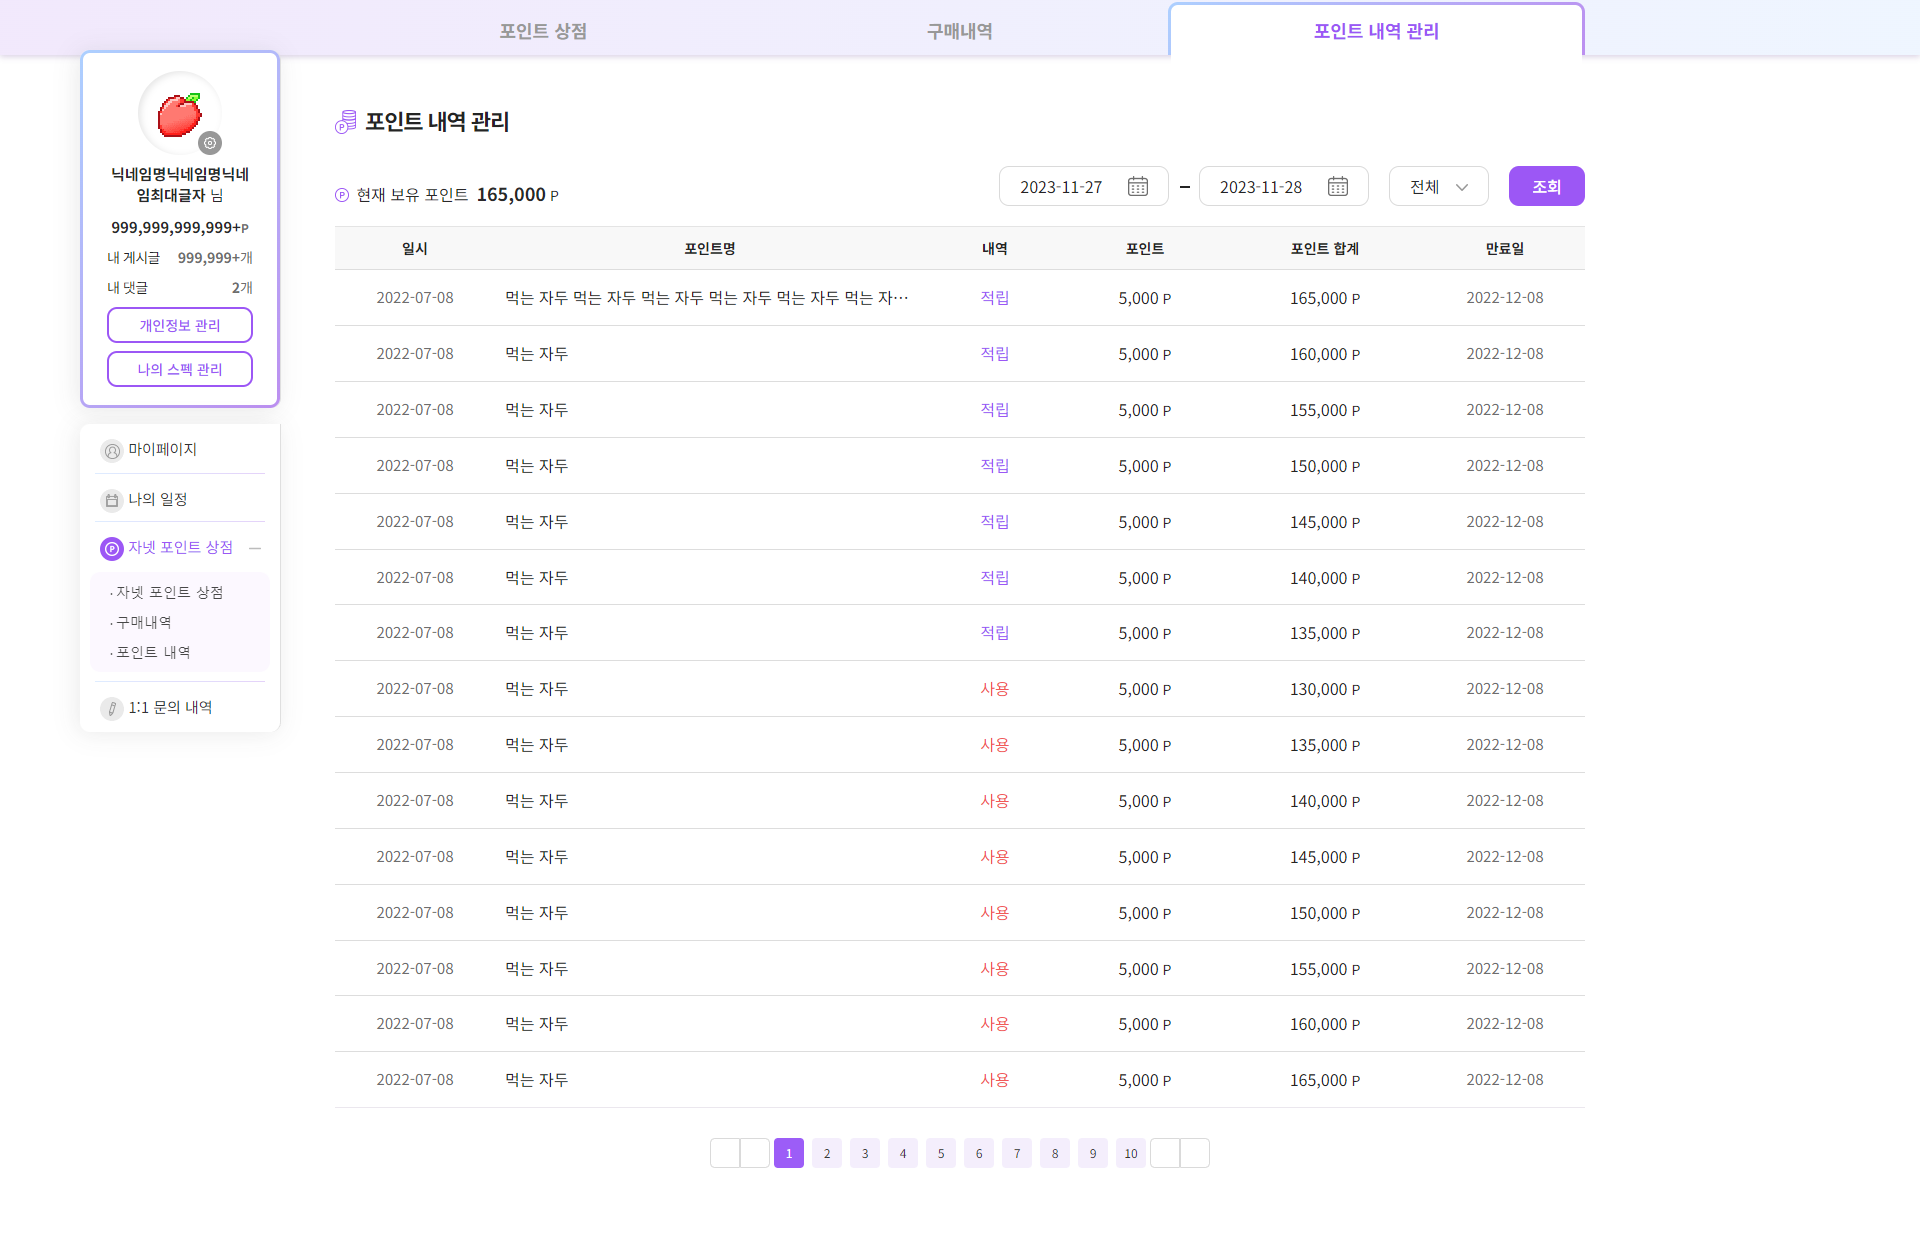 포인트 상점
구매내역
포인트 내역 관리
닉네임명닉네임명닉네
임최대글자 님
999,999,999,999+P
내 게시글 999,999+개
내 댓글 2개
개인정보 관리
나의 스펙 관리
마이페이지
나의 일정
자넷 포인트 상점
· 자넷 포인트 상점
· 구매내역
· 포인트 내역
1:1 문의 내역
포인트 내역 관리
현재 보유 포인트 165,000 P
2023-11-27 – 2023-11-28 전체 조회
일시 포인트명 내역 포인트 포인트 합계 만료일
2022-07-08 먹는 자두 먹는 자두 먹는 자두 먹는 자두 먹는 자두 먹는 자… 적립 5,000 P 165,000 P 2022-12-08
2022-07-08 먹는 자두 적립 5,000 P 160,000 P 2022-12-08
2022-07-08 먹는 자두 적립 5,000 P 155,000 P 2022-12-08
2022-07-08 먹는 자두 적립 5,000 P 150,000 P 2022-12-08
2022-07-08 먹는 자두 적립 5,000 P 145,000 P 2022-12-08
2022-07-08 먹는 자두 적립 5,000 P 140,000 P 2022-12-08
2022-07-08 먹는 자두 적립 5,000 P 135,000 P 2022-12-08
2022-07-08 먹는 자두 사용 5,000 P 130,000 P 2022-12-08
2022-07-08 먹는 자두 사용 5,000 P 135,000 P 2022-12-08
2022-07-08 먹는 자두 사용 5,000 P 140,000 P 2022-12-08
2022-07-08 먹는 자두 사용 5,000 P 145,000 P 2022-12-08
2022-07-08 먹는 자두 사용 5,000 P 150,000 P 2022-12-08
2022-07-08 먹는 자두 사용 5,000 P 155,000 P 2022-12-08
2022-07-08 먹는 자두 사용 5,000 P 160,000 P 2022-12-08
2022-07-08 먹는 자두 사용 5,000 P 165,000 P 2022-12-08
1 2 3 4 5 6 7 8 9 10